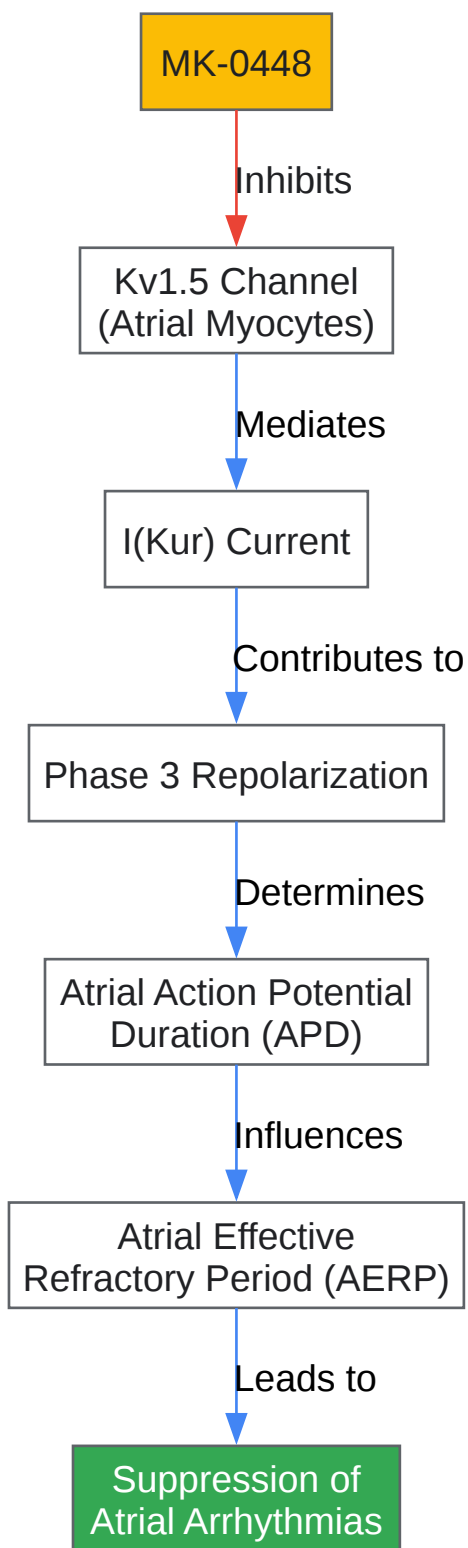 MK-0448
Inhibits
Kv1.5 Channel
(Atrial Myocytes)
Mediates
I(Kur) Current
Contributes to
Phase 3 Repolarization
Determines
Atrial Action Potential
Duration (APD)
Influences
Atrial Effective
Refractory Period (AERP)
Leads to
Suppression of
Atrial Arrhythmias